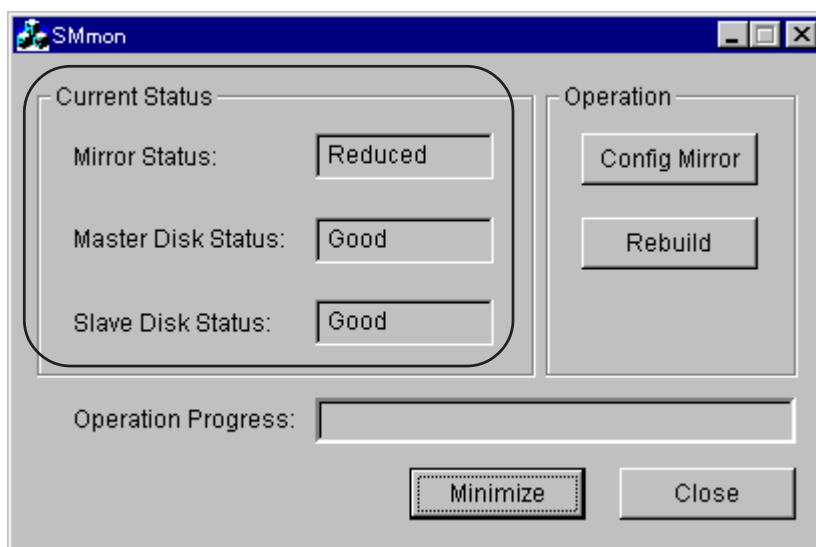 SMmon
Current Status
Operation
Mirror Status:
Reduced
Config Mirror
Master Disk Status:
Good
Rebuild
Slave Disk Status:
Good
Operation Progress:
Minimize
Close